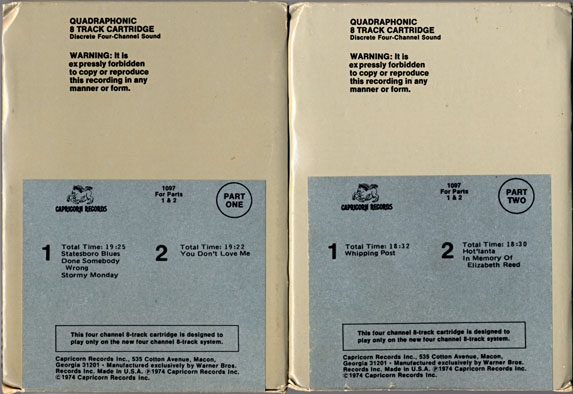 QUADRAPHONIC
8 TRACK CARTRIDGE
Discrete Four-Channel Sound
WARNING: It is
expressly forbidden
to copy or reproduce
this recording in any
manner or form.
CAPRICORN RECORDS
1097
For Parts
1 & 2
PART
ONE
1
Total Time: 19:25
Statesboro Blues
Done Somebody
Wrong
Stormy Monday
2
Total Time: 19:22
You Don't Love Me
This four channel 8-track cartridge is designed to
play only on the new four channel 8-track system.
Capricorn Records Inc., 535 Cotton Avenue, Macon,
Georgia 31201 • Manufactured exclusively by Warner Bros.
Records Inc. Made in U.S.A. ℗1974 Capricorn Records Inc.
©1974 Capricorn Records Inc.
QUADRAPHONIC
8 TRACK CARTRIDGE
Discrete Four-Channel Sound
WARNING: It is
expressly forbidden
to copy or reproduce
this recording in any
manner or form.
CAPRICORN RECORDS
1097
For Parts
1 & 2
PART
TWO
1
Total Time: 18:12
Whipping Post
2
Total Time: 18:30
Hot'lanta
In Memory Of
Elizabeth Reed
This four channel 8-track cartridge is designed to
play only on the new four channel 8-track system.
Capricorn Records Inc., 535 Cotton Avenue, Macon,
Georgia 31201 • Manufactured exclusively by Warner Bros.
Records Inc. Made in U.S.A. ℗1974 Capricorn Records Inc.
©1974 Capricorn Records Inc.